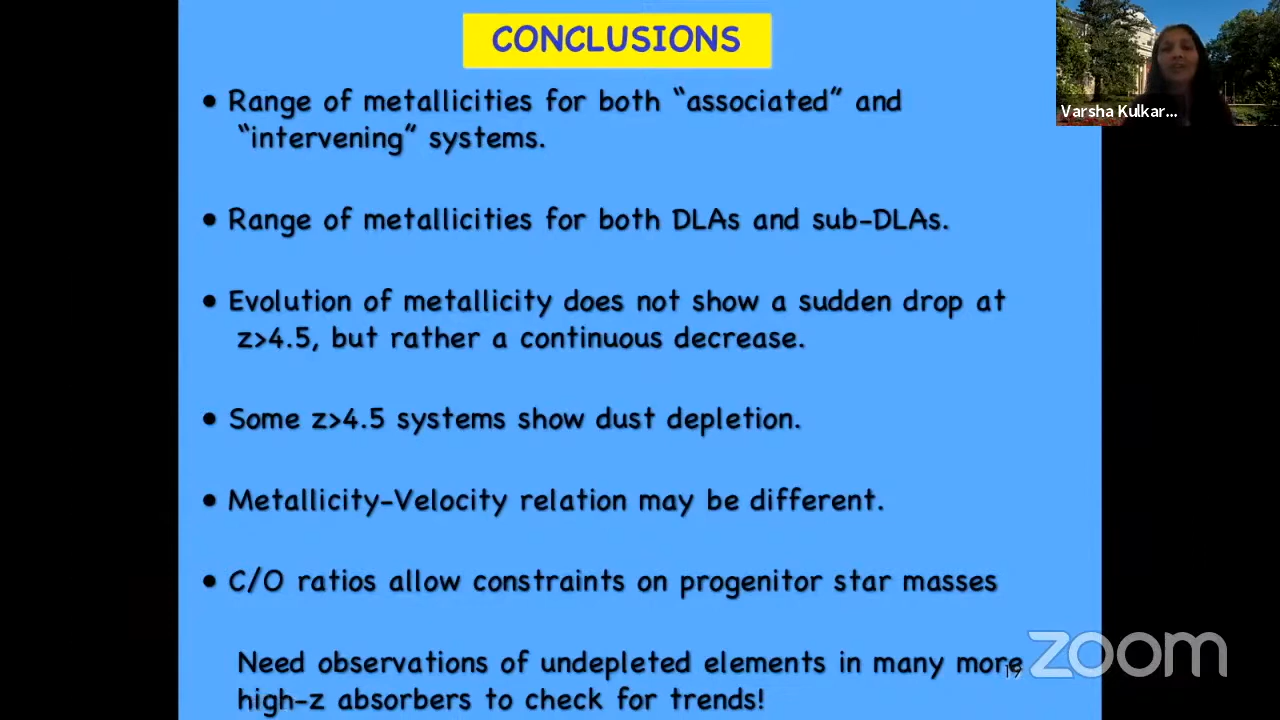 CONCLUSIONS
Varsha Kulkar...
• Range of metallicities for both “associated” and
“intervening” systems.
• Range of metallicities for both DLAs and sub-DLAs.
• Evolution of metallicity does not show a sudden drop at
z>4.5, but rather a continuous decrease.
• Some z>4.5 systems show dust depletion.
• Metallicity-Velocity relation may be different.
• C/O ratios allow constraints on progenitor star masses
Need observations of undepleted elements in many more
high-z absorbers to check for trends!
19
zoom